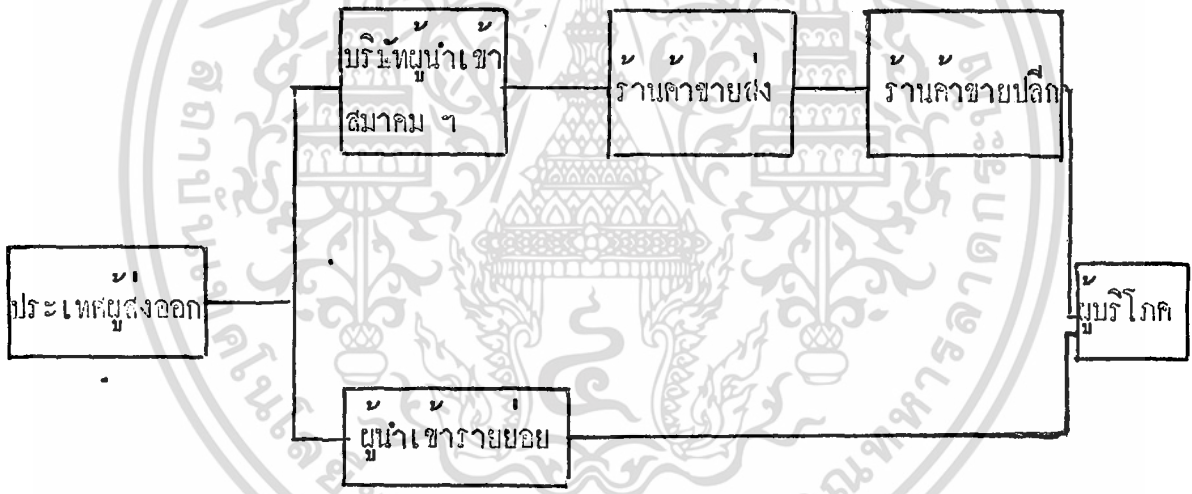 บริษัทผู้นำเข้า
สมาคม ฯ
ร้านค้าขายส่ง
ร้านค้าขายปลีก
ประเทศผู้ส่งออก
ผู้บริโภค
ผู้นำเข้ารายย่อย